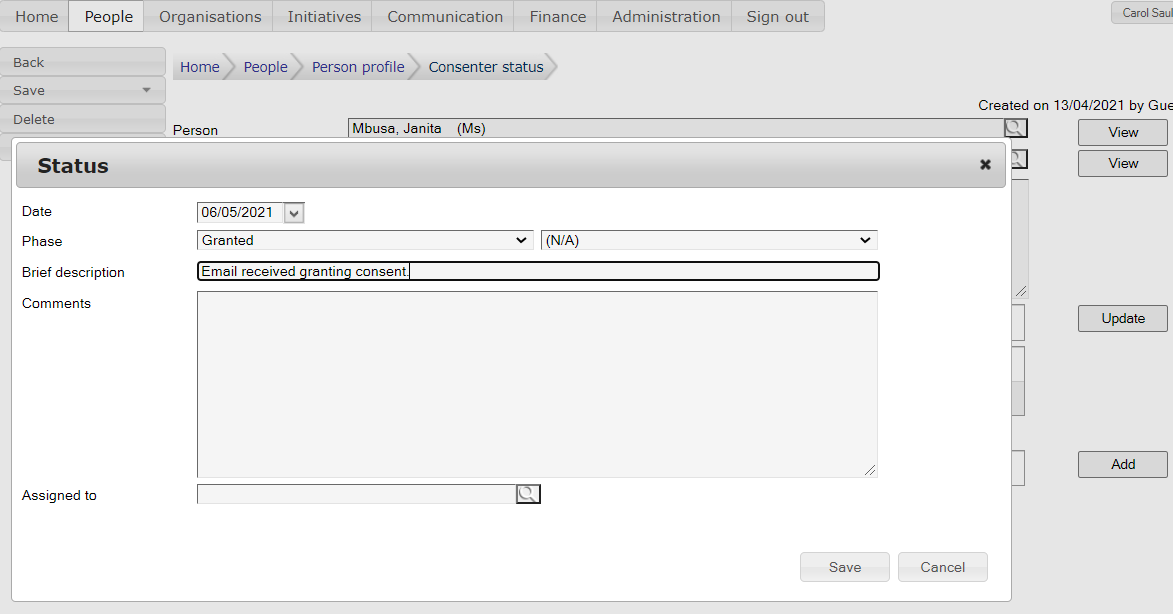 Home People Organisations Initiatives Communication Finance Administration Sign out
Carol Saul
Back
Save
Delete
Home People Person profile Consenter status
Created on 13/04/2021 by Gue
Person Mbusa, Janita (Ms) View
View
Status
Date 06/05/2021
Phase Granted (N/A)
Brief description Email received granting consent.
Comments
Update
Add
Assigned to
Save Cancel